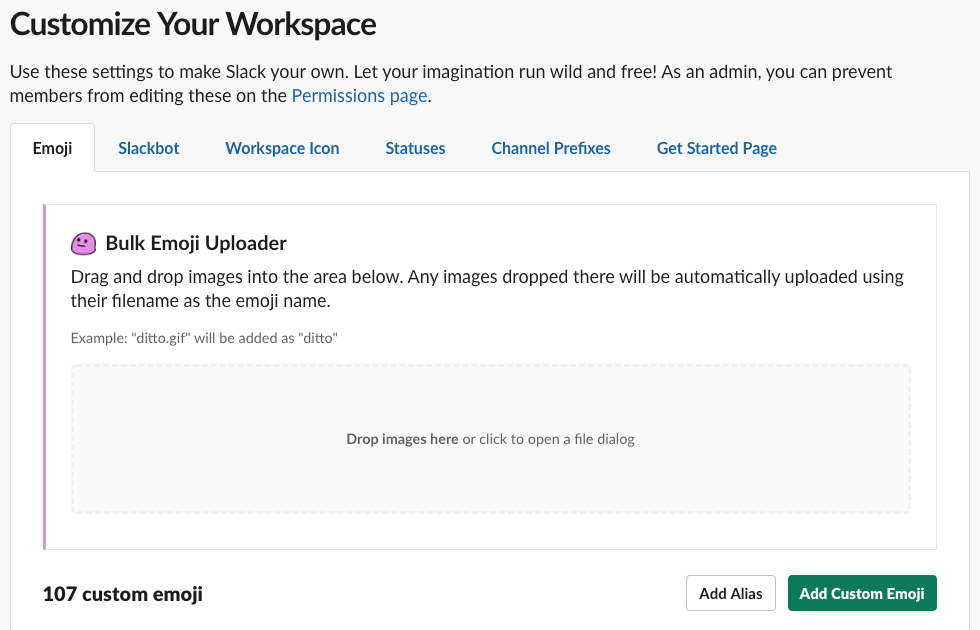 Customize Your Workspace
Use these settings to make Slack your own. Let your imagination run wild and free! As an admin, you can prevent
members from editing these on the Permissions page.
Emoji
Slackbot
Workspace Icon
Statuses
Channel Prefixes
Get Started Page
Bulk Emoji Uploader
Drag and drop images into the area below. Any images dropped there will be automatically uploaded using
their filename as the emoji name.
Example: "ditto.gif" will be added as "ditto"
Drop images here or click to open a file dialog
107 custom emoji
Add Alias
Add Custom Emoji